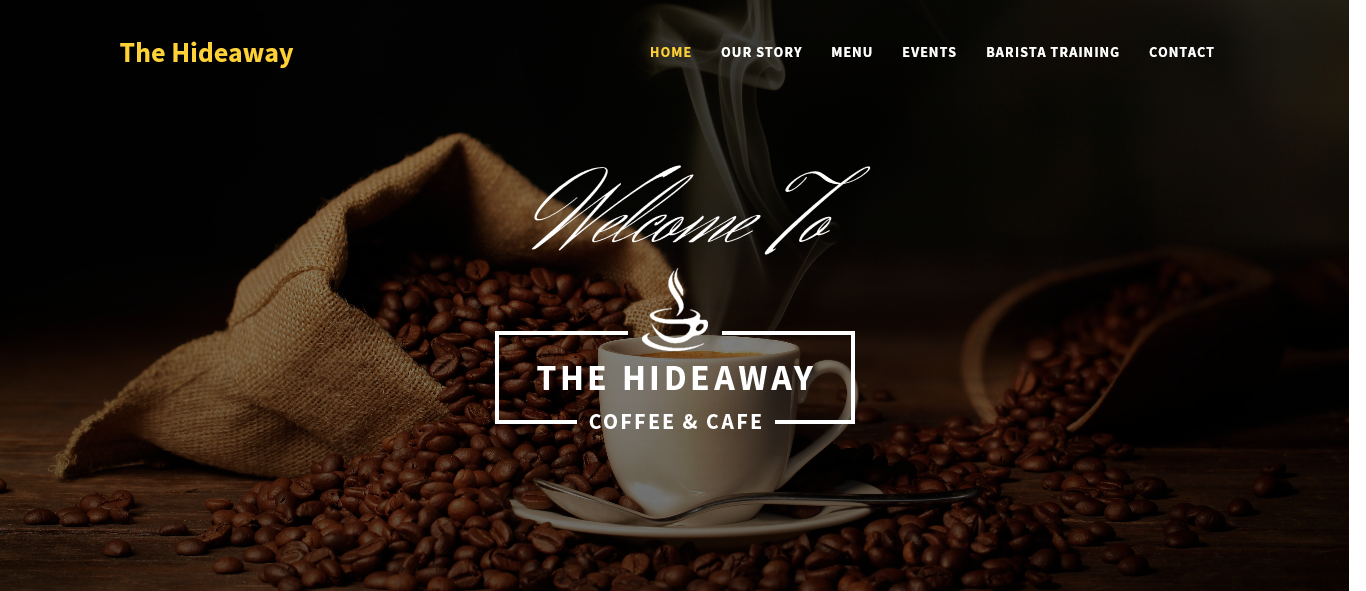 The Hideaway
HOME OUR STORY MENU EVENTS BARISTA TRAINING CONTACT
Welcome To
THE HIDEAWAY
COFFEE & CAFE